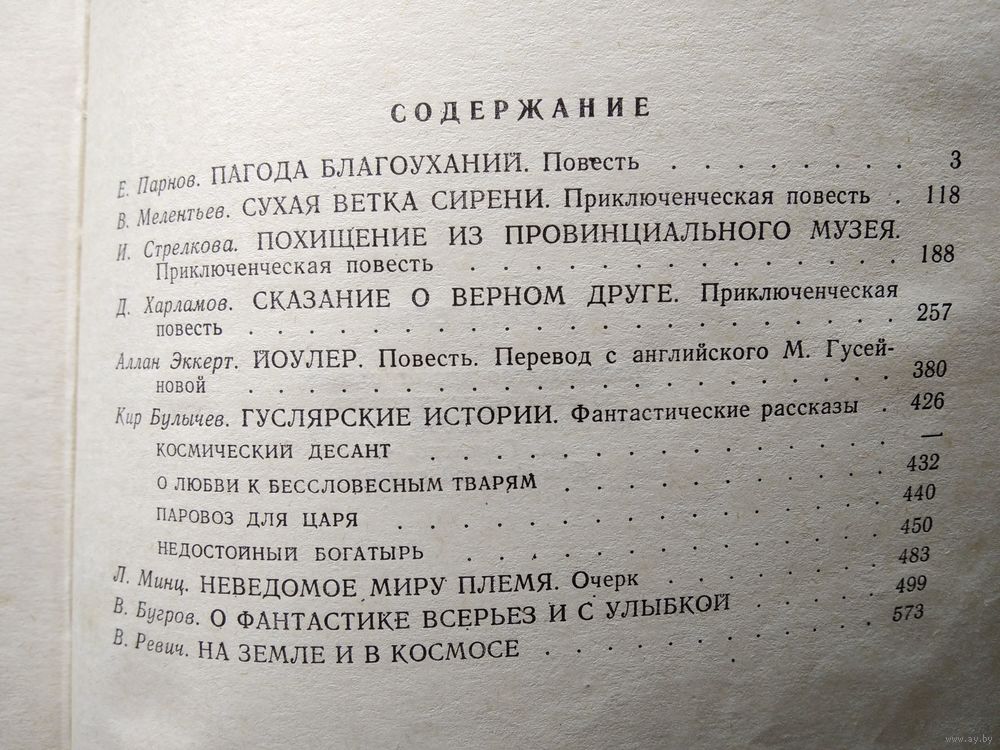 СОДЕРЖАНИЕ
Е. Парнов. ПАГОДА БЛАГОУХАНИЙ. Повесть . . . . . . . . 3
В. Мелентьев. СУХАЯ ВЕТКА СИРЕНИ. Приключенческая повесть . 118
И. Стрелкова. ПОХИЩЕНИЕ ИЗ ПРОВИНЦИАЛЬНОГО МУЗЕЯ.
Приключенческая повесть . . . . . . . . . . . . . 188
Д. Харламов. СКАЗАНИЕ О ВЕРНОМ ДРУГЕ. Приключенческая
повесть . . . . . . . . . . . . . . . . . . . 257
Аллан Эккерт. ЙОУЛЕР. Повесть. Перевод с английского М. Гусей-
новой . . . . . . . . . . . . . . . . . . . 380
Кир Булычев. ГУСЛЯРСКИЕ ИСТОРИИ. Фантастические рассказы . 426
КОСМИЧЕСКИЙ ДЕСАНТ . . . . . . . . . . . . —
О ЛЮБВИ К БЕССЛОВЕСНЫМ ТВАРЯМ . . . . . . . . 432
ПАРОВОЗ ДЛЯ ЦАРЯ . . . . . . . . . . . . . 440
НЕДОСТОЙНЫЙ БОГАТЫРЬ . . . . . . . . . . . 450
Л. Минц. НЕВЕДОМОЕ МИРУ ПЛЕМЯ. Очерк . . . . . . . 483
В. Бугров. О ФАНТАСТИКЕ ВСЕРЬЕЗ И С УЛЫБКОЙ . . . . . 499
В. Ревич. НА ЗЕМЛЕ И В КОСМОСЕ . . . . . . . . . . 573
www.ay.by